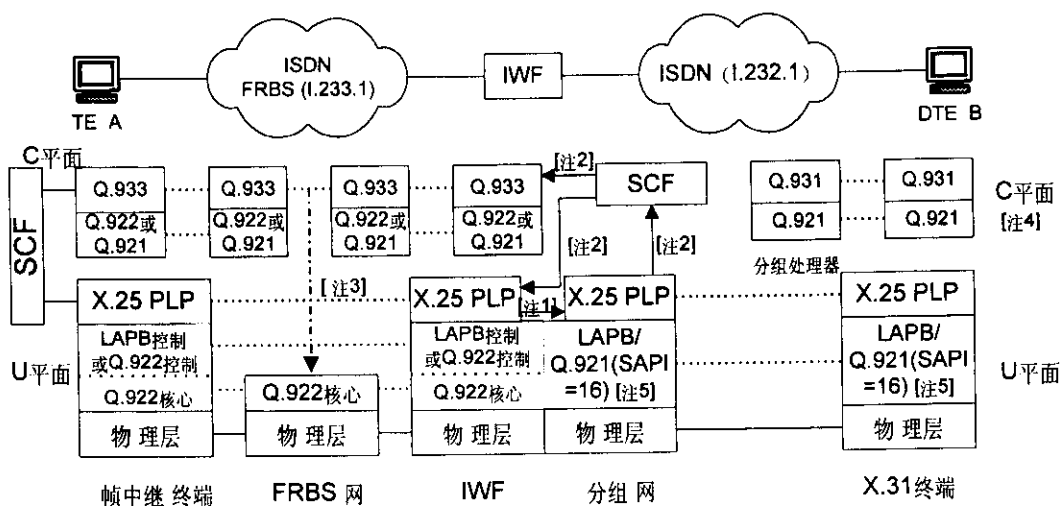 ISDN
FRBS (I.233.1)
IWF
ISDN (I.232.1)
TE A
DTE B
C平面
Q.933
Q.922或
Q.921
Q.933
Q.922或
Q.921
Q.933
Q.922或
Q.921
Q.933
Q.922或
Q.921
[注2]
SCF
Q.931
Q.921
Q.931
Q.921
C平面
[注4]
SCF
[注2]
[注2]
分组处理器
[注3]
[注1]
X.25 PLP
LAPB控制
或Q.922控制
Q.922核心
物 理层
U平面
Q.922核心
物 理层
X.25 PLP
LAPB控制
或Q.922控制
Q.922核心
物 理层
X.25 PLP
LAPB/
Q.921(SAPI
=16) [注5]
物 理层
X.25 PLP
LAPB/
Q.921(SAPI
=16) [注5]
物 理层
U平面
帧中继 终端
FRBS 网
IWF
分组 网
X.31终端